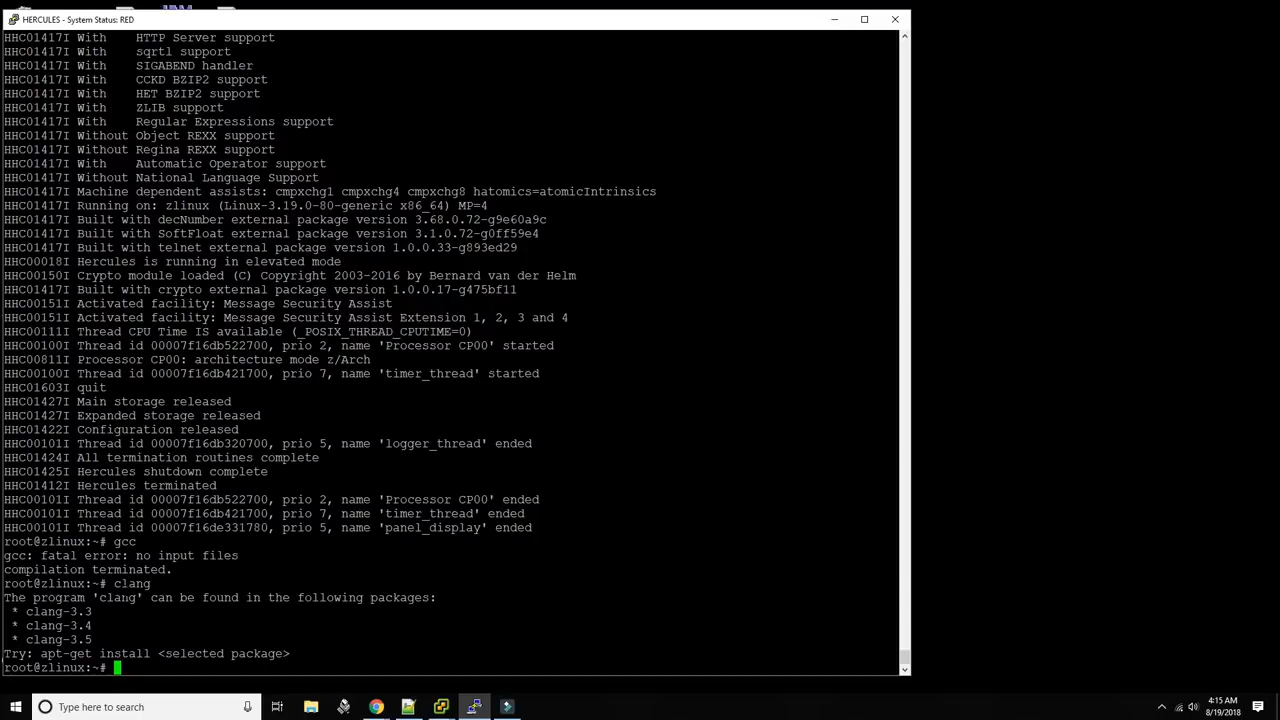 HERCULES - System Status: RED
HHC01417I With    HTTP Server support
HHC01417I With    sqrtl support
HHC01417I With    SIGABEND handler
HHC01417I With    CCKD BZIP2 support
HHC01417I With    HET BZIP2 support
HHC01417I With    ZLIB support
HHC01417I With    Regular Expressions support
HHC01417I Without Object REXX support
HHC01417I Without Regina REXX support
HHC01417I With    Automatic Operator support
HHC01417I Without National Language Support
HHC01417I Machine dependent assists: cmpxchg1 cmpxchg4 cmpxchg8 hatomics=atomicIntrinsics
HHC01417I Running on: zlinux (Linux-3.19.0-80-generic x86_64) MP=4
HHC01417I Built with decNumber external package version 3.68.0.72-g9e60a9c
HHC01417I Built with SoftFloat external package version 3.1.0.72-g0ff59e4
HHC01417I Built with telnet external package version 1.0.0.33-g893ed29
HHC00018I Hercules is running in elevated mode
HHC00150I Crypto module loaded (C) Copyright 2003-2016 by Bernard van der Helm
HHC01417I Built with crypto external package version 1.0.0.17-g475bf11
HHC00151I Activated facility: Message Security Assist
HHC00151I Activated facility: Message Security Assist Extension 1, 2, 3 and 4
HHC00111I Thread CPU Time IS available (_POSIX_THREAD_CPUTIME=0)
HHC00100I Thread id 00007f16db522700, prio 2, name 'Processor CP00' started
HHC00811I Processor CP00: architecture mode z/Arch
HHC00100I Thread id 00007f16db421700, prio 7, name 'timer_thread' started
HHC01603I quit
HHC01427I Main storage released
HHC01427I Expanded storage released
HHC01422I Configuration released
HHC00101I Thread id 00007f16db320700, prio 5, name 'logger_thread' ended
HHC01424I All termination routines complete
HHC01425I Hercules shutdown complete
HHC01412I Hercules terminated
HHC00101I Thread id 00007f16db522700, prio 2, name 'Processor CP00' ended
HHC00101I Thread id 00007f16db421700, prio 7, name 'timer_thread' ended
HHC00101I Thread id 00007f16de331780, prio 5, name 'panel_display' ended
root@zlinux:~# gcc
gcc: fatal error: no input files
compilation terminated.
root@zlinux:~# clang
The program 'clang' can be found in the following packages:
 * clang-3.3
 * clang-3.4
 * clang-3.5
Try: apt-get install <selected package>
root@zlinux:~#
Type here to search
4:15 AM
8/19/2018